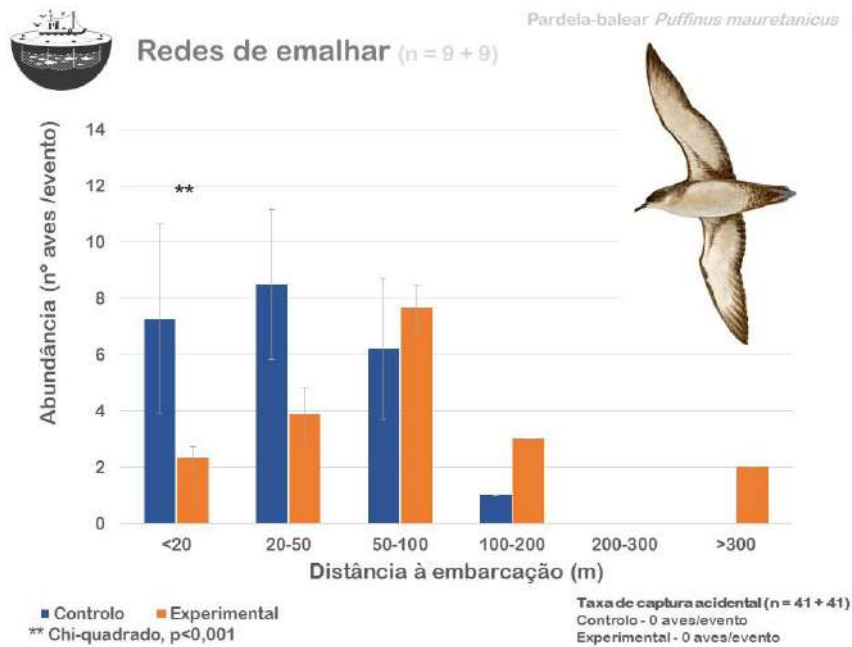 Pardela-balear Puffinus mauretanicus
Redes de emalhar (n = 9 + 9)
Abundância (nº aves /evento)
14
12
10
8
6
4
2
0
**
<20
20-50
50-100
100-200
200-300
>300
Distância à embarcação (m)
Controlo
Experimental
** Chi-quadrado, p<0,001
Taxa de captura acidental (n = 41 + 41)
Controlo - 0 aves/evento
Experimental - 0 aves/evento